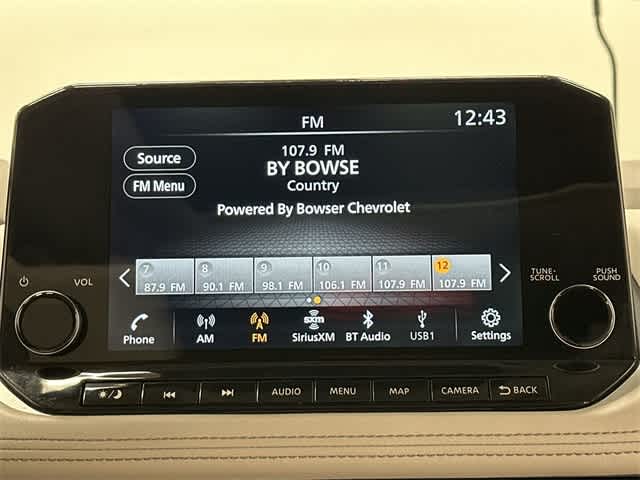 FM 12:43
107.9 FM
Source
BY BOWSE
FM Menu
Country
Powered By Bowser Chevrolet
7 8 9 10 11 12
87.9 FM 90.1 FM 98.1 FM 106.1 FM 107.9 FM 107.9 FM
VOL
TUNE·
SCROLL
PUSH
SOUND
sxm
Phone AM FM SiriusXM BT Audio USB1 Settings
AUDIO MENU MAP CAMERA BACK